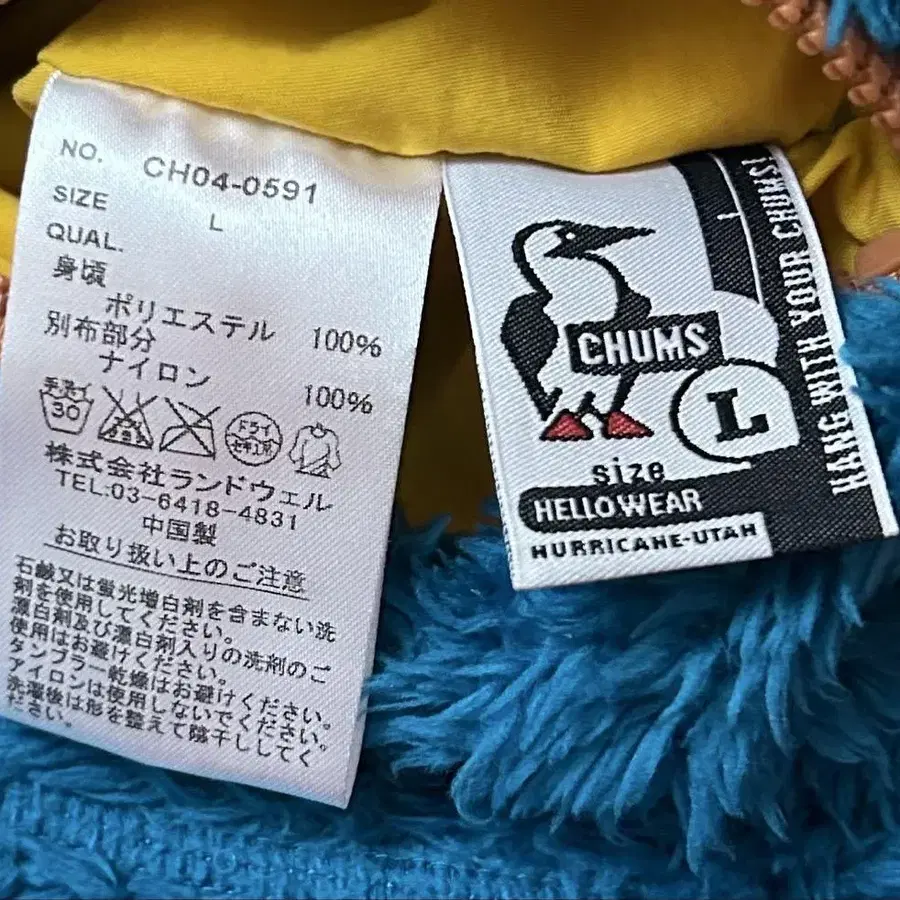 NO. CH04-0591
SIZE L
QUAL.
身頃
ポリエステル 100%
別布部分
ナイロン 100%
手洗イ
30
ドライ
株式会社ランドウェル
TEL:03-6418-4831
中国製
お取り扱い上のご注意
石鹸又は蛍光増白剤を含まない洗
剤を使用してください。
漂白剤及び漂白剤入りの洗剤のご
使用はお避けください。
タンブラー乾燥はお避けください。
アイロンは使用しないでください。
洗濯後は形を整えて陰干ししてく
ださい。
CHUMS
L
size
HELLOWEAR
HURRICANE-UTAH
HANG WITH YOUR CHUMS!